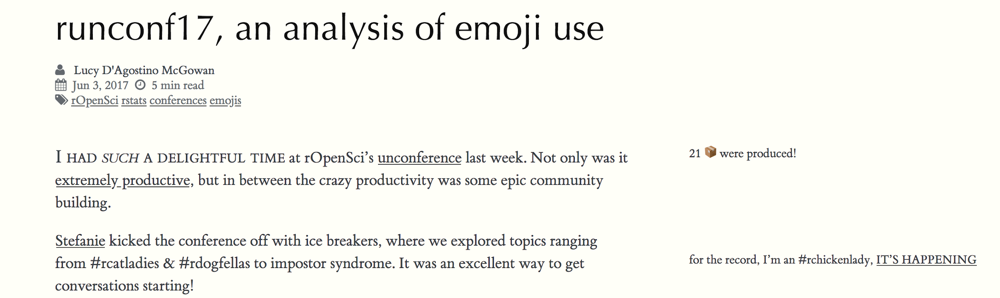 runconf17, an analysis of emoji use
Lucy D'Agostino McGowan
Jun 3, 2017 5 min read
rOpenSci rstats conferences emojis
I HAD SUCH A DELIGHTFUL TIME at rOpenSci’s unconference last week. Not only was it
extremely productive, but in between the crazy productivity was some epic community
building.
21 📦 were produced!
Stefanie kicked the conference off with ice breakers, where we explored topics ranging
from #rcatladies & #rdogfellas to impostor syndrome. It was an excellent way to get
conversations starting!
for the record, I’m an #rchickenlady, IT’S HAPPENING